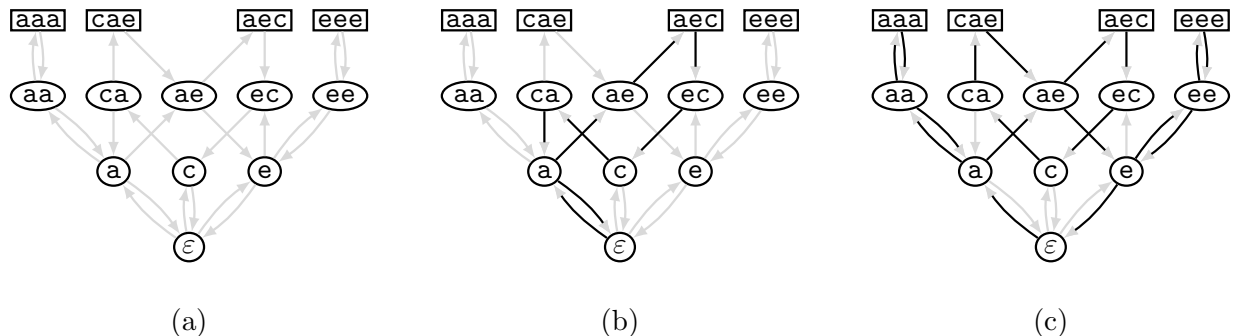 aaa cae aec eee aaa cae aec eee aaa cae aec eee
aa ca ae ec ee aa ca ae ec ee aa ca ae ec ee
a c e a c e a c e
ε ε ε
(a) (b) (c)